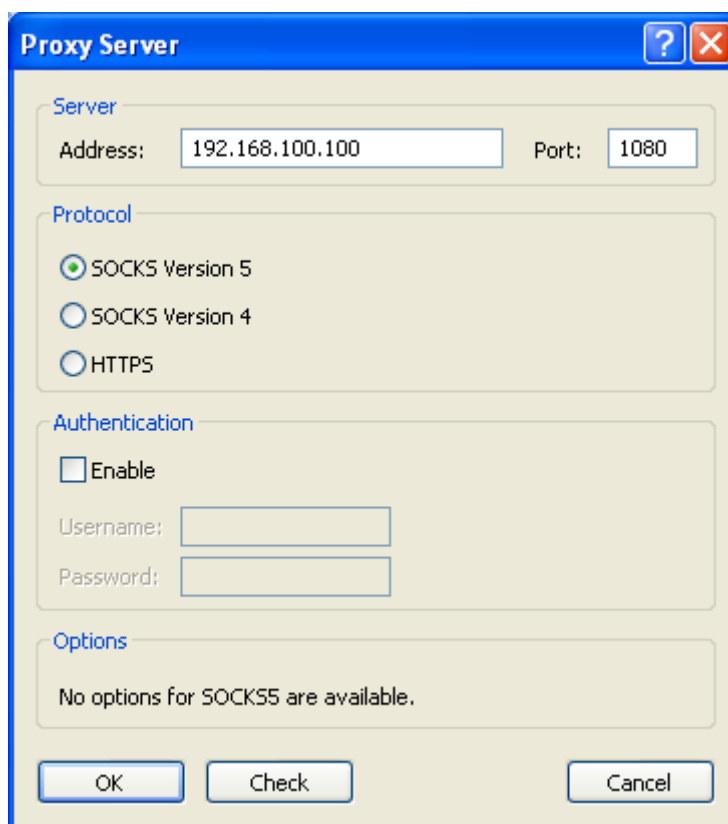 Proxy Server
Server
Address: 192.168.100.100 Port: 1080
Protocol
SOCKS Version 5
SOCKS Version 4
HTTPS
Authentication
Enable
Username:
Password:
Options
No options for SOCKS5 are available.
OK Check Cancel